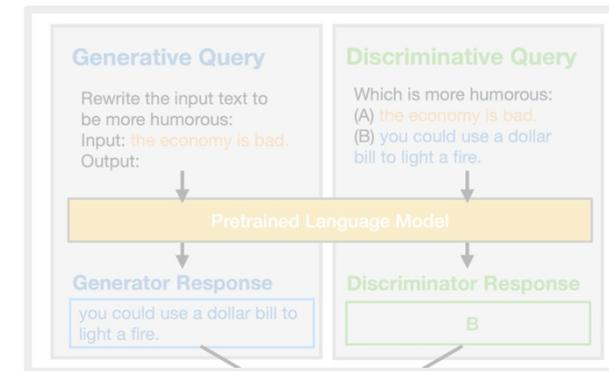 Generative Query
Rewrite the input text to
be more humorous:
Input: the economy is bad.
Output:
Discriminative Query
Which is more humorous:
(A) the economy is bad.
(B) you could use a dollar
bill to light a fire.
Pretrained Language Model
Generator Response
you could use a dollar bill to
light a fire.
Discriminator Response
B